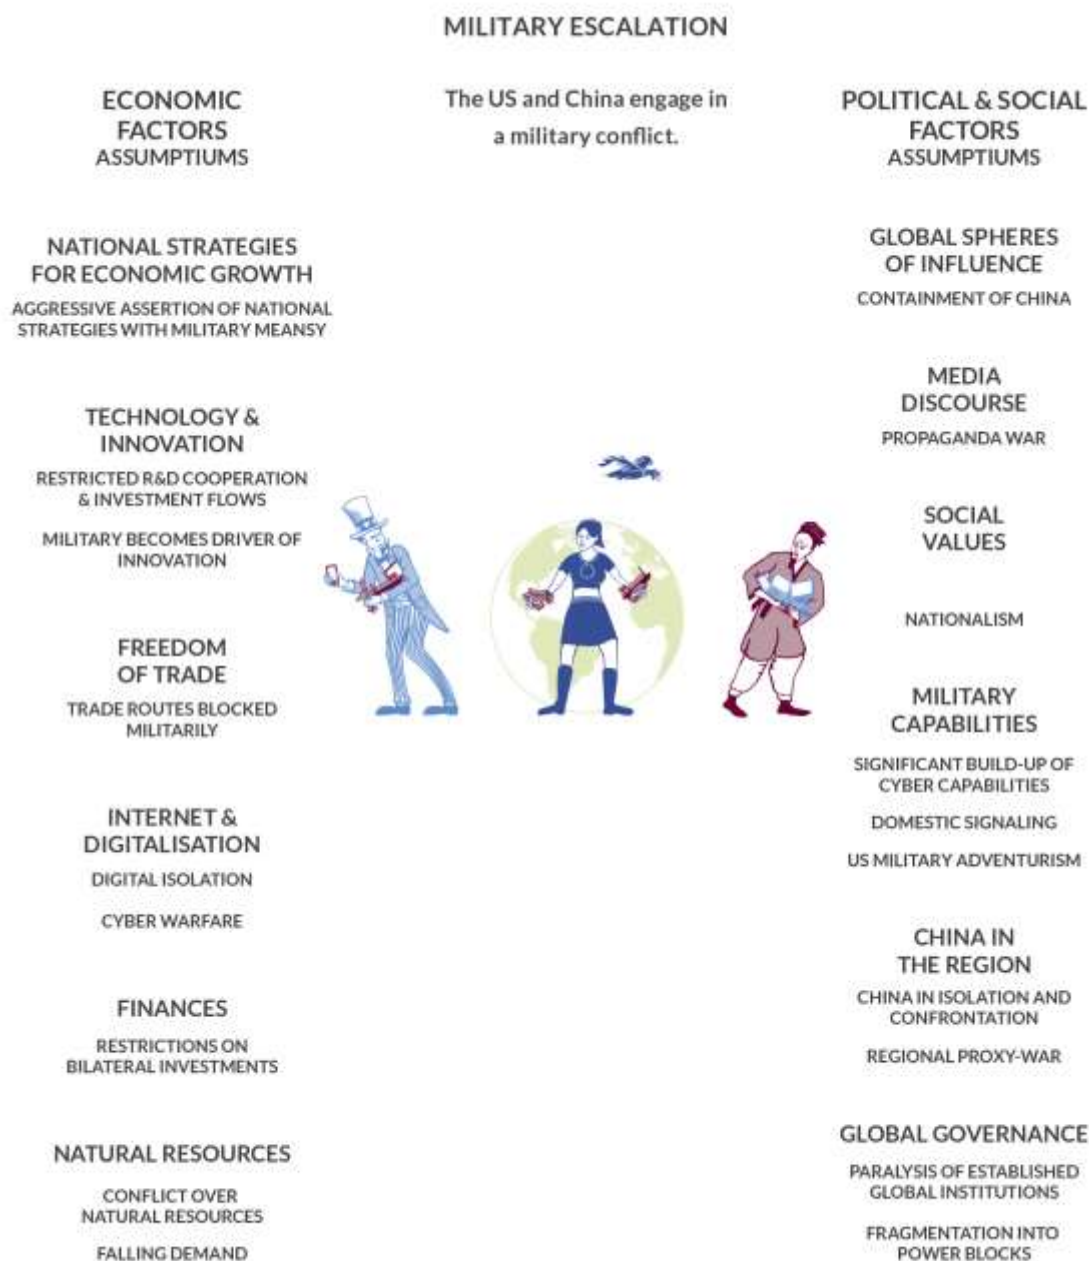 MILITARY ESCALATION
The US and China engage in
a military conflict.
ECONOMIC
FACTORS
ASSUMPTIUMS
NATIONAL STRATEGIES
FOR ECONOMIC GROWTH
AGGRESSIVE ASSERTION OF NATIONAL
STRATEGIES WITH MILITARY MEANSY
TECHNOLOGY &
INNOVATION
RESTRICTED R&D COOPERATION
& INVESTMENT FLOWS
MILITARY BECOMES DRIVER OF
INNOVATION
FREEDOM
OF TRADE
TRADE ROUTES BLOCKED
MILITARILY
INTERNET &
DIGITALISATION
DIGITAL ISOLATION
CYBER WARFARE
FINANCES
RESTRICTIONS ON
BILATERAL INVESTMENTS
NATURAL RESOURCES
CONFLICT OVER
NATURAL RESOURCES
FALLING DEMAND
POLITICAL & SOCIAL
FACTORS
ASSUMPTIUMS
GLOBAL SPHERES
OF INFLUENCE
CONTAINMENT OF CHINA
MEDIA
DISCOURSE
PROPAGANDA WAR
SOCIAL
VALUES
NATIONALISM
MILITARY
CAPABILITIES
SIGNIFICANT BUILD-UP OF
CYBER CAPABILITIES
DOMESTIC SIGNALING
US MILITARY ADVENTURISM
CHINA IN
THE REGION
CHINA IN ISOLATION AND
CONFRONTATION
REGIONAL PROXY-WAR
GLOBAL GOVERNANCE
PARALYSIS OF ESTABLISHED
GLOBAL INSTITUTIONS
FRAGMENTATION INTO
POWER BLOCKS